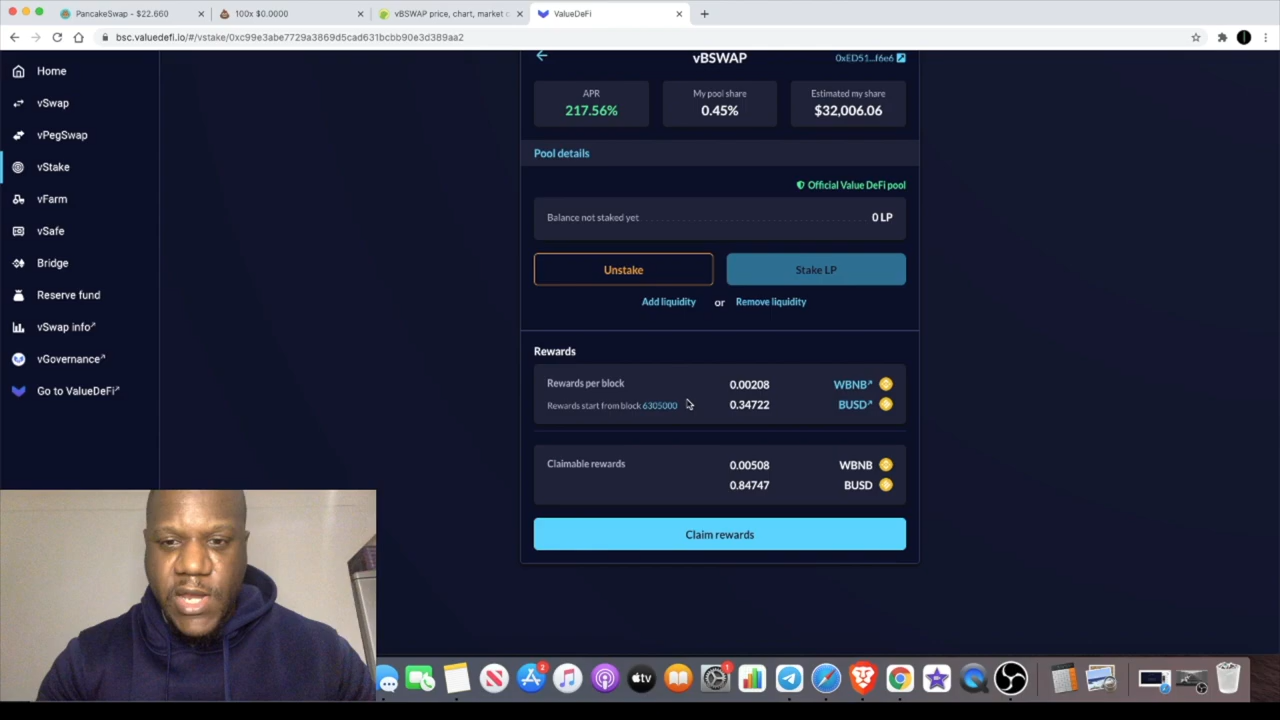 PancakeSwap - $22.660
100x $0.0000
vBSWAP price, chart, market c
ValueDeFi
bsc.valuedefi.io/#/vstake/0xc99e3abe7729a3869d5cad631bcbb90e3d389aa2
Home
vSwap
vPegSwap
vStake
vFarm
vSafe
Bridge
Reserve fund
vSwap info
vGovernance
Go to ValueDeFi
vBSWAP
0xED51...f6e6
APR
217.56%
My pool share
0.45%
Estimated my share
$32,006.06
Pool details
Official Value DeFi pool
Balance not staked yet
0 LP
Unstake
Stake LP
Add liquidity or Remove liquidity
Rewards
Rewards per block 0.00208 WBNB
Rewards start from block 6305000 0.34722 BUSD
Claimable rewards 0.00508 WBNB
0.84747 BUSD
Claim rewards
2
tv
1